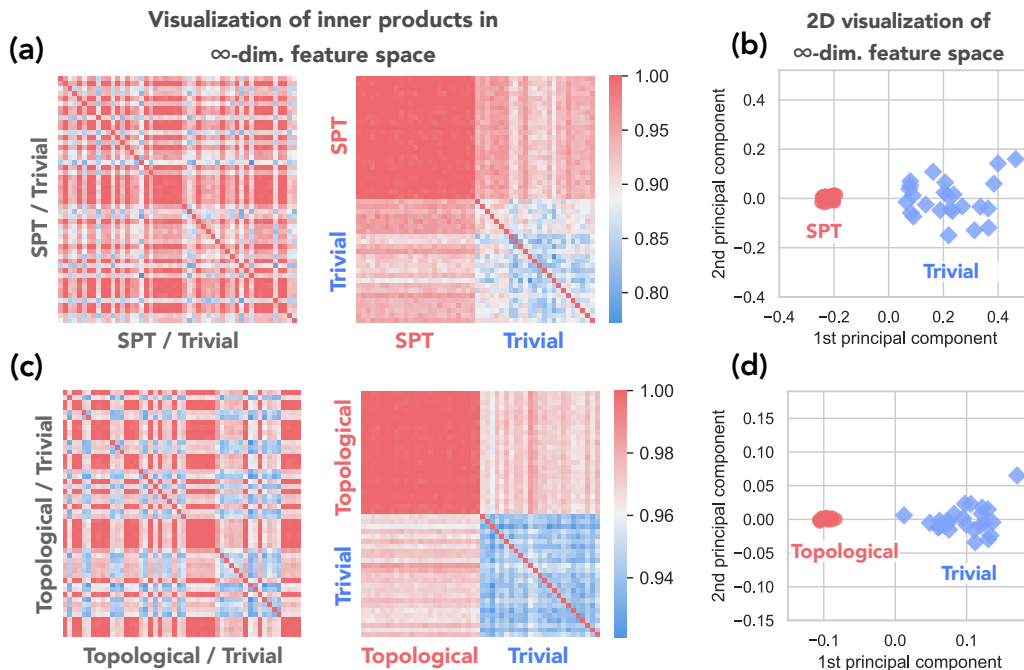 Visualization of inner products in
∞-dim. feature space
2D visualization of
∞-dim. feature space
(a)
SPT / Trivial
SPT / Trivial
SPT
Trivial
SPT
Trivial
1.00
0.95
0.90
0.85
0.80
(b)
2nd principal component
0.4
0.2
0.0
−0.2
−0.4
SPT
Trivial
−0.4
−0.2
0.0
0.2
0.4
1st principal component
(c)
Topological / Trivial
Topological / Trivial
Topological
Trivial
Topological
Trivial
1.00
0.98
0.96
0.94
(d)
2nd principal component
0.15
0.10
0.05
0.00
−0.05
−0.10
−0.15
Topological
Trivial
−0.1
0.0
0.1
1st principal component